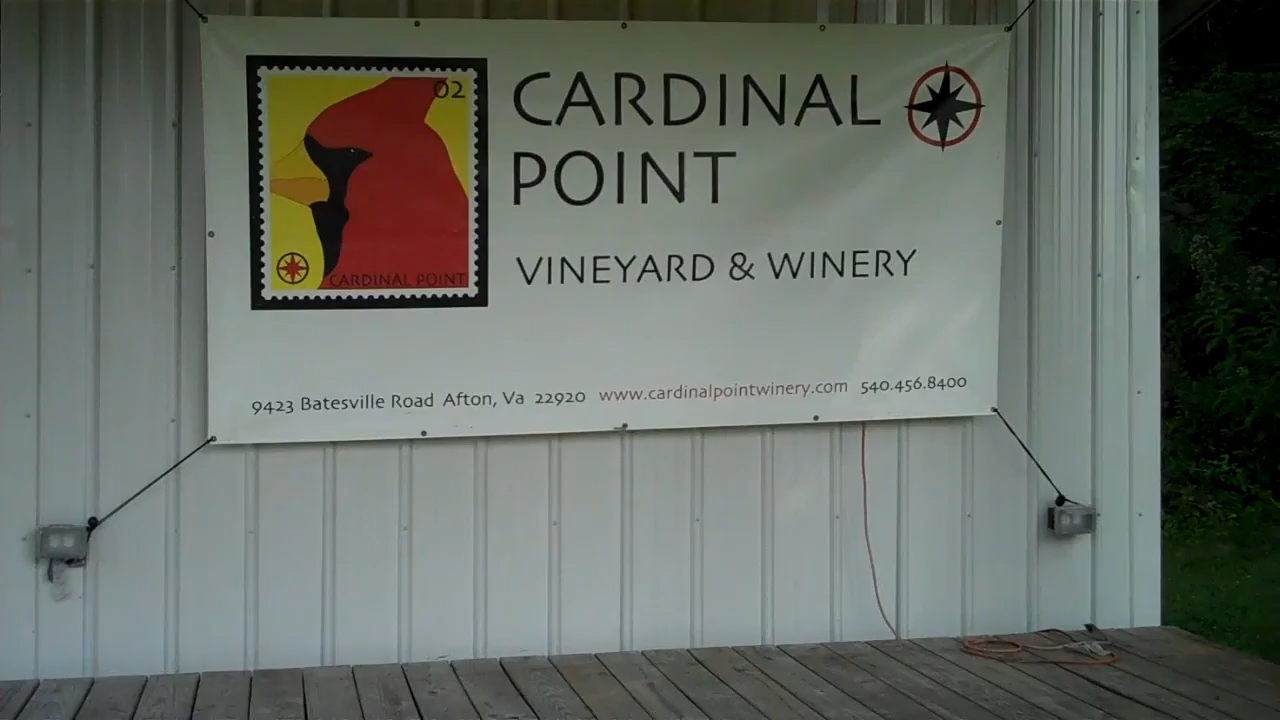 02
CARDINAL POINT
CARDINAL
POINT
VINEYARD & WINERY
9423 Batesville Road Afton, Va 22920 www.cardinalpointwinery.com 540.456.8400